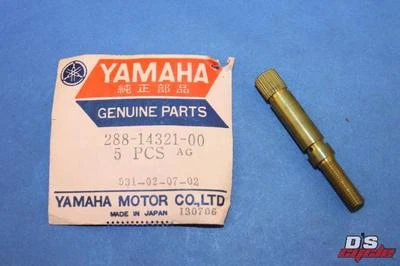 YAMAHA
純正部品
GENUINE PARTS
288-14321-00
5 PCS AG
531-02-07-02
YAMAHA MOTOR CO.,LTD
MADE IN JAPAN 130706
D'S
cycle